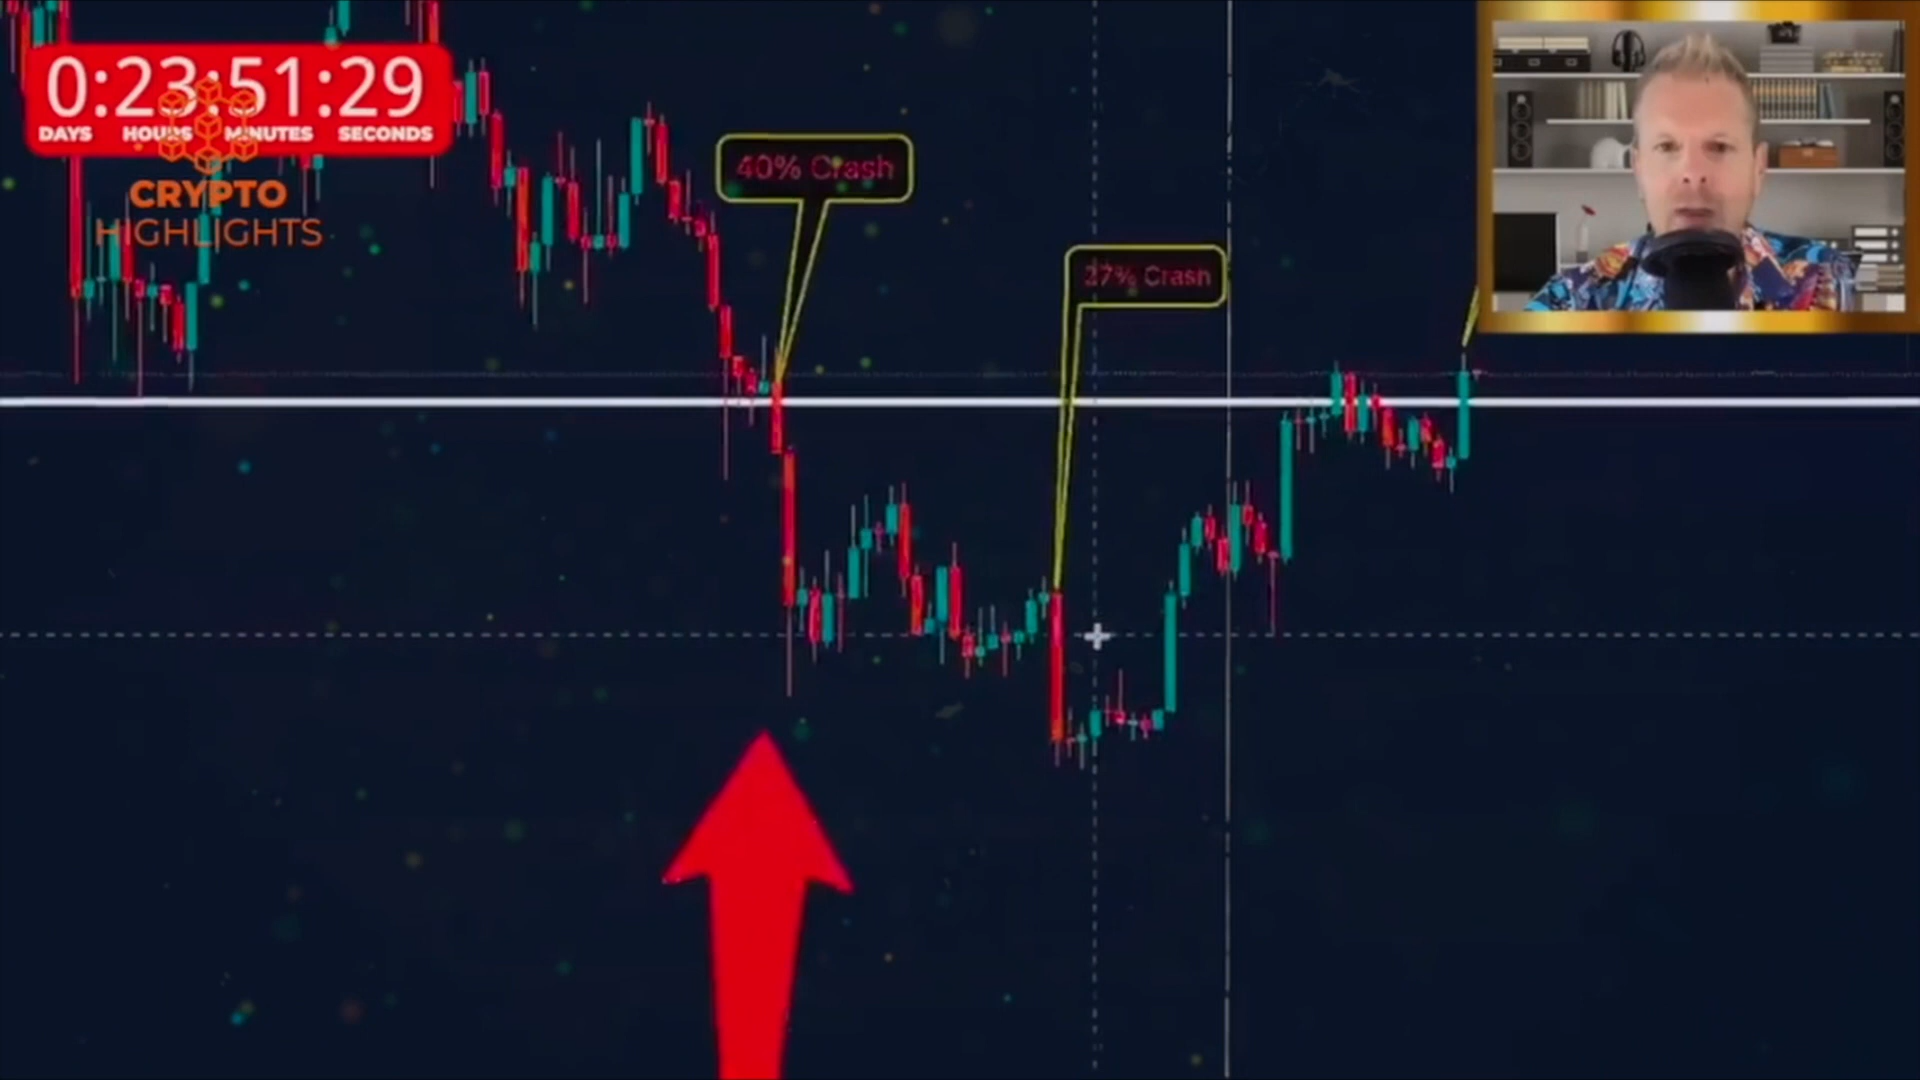 0:23:51:29
DAYS HOURS MINUTES SECONDS
CRYPTO
HIGHLIGHTS
40% Crash
27% Crash